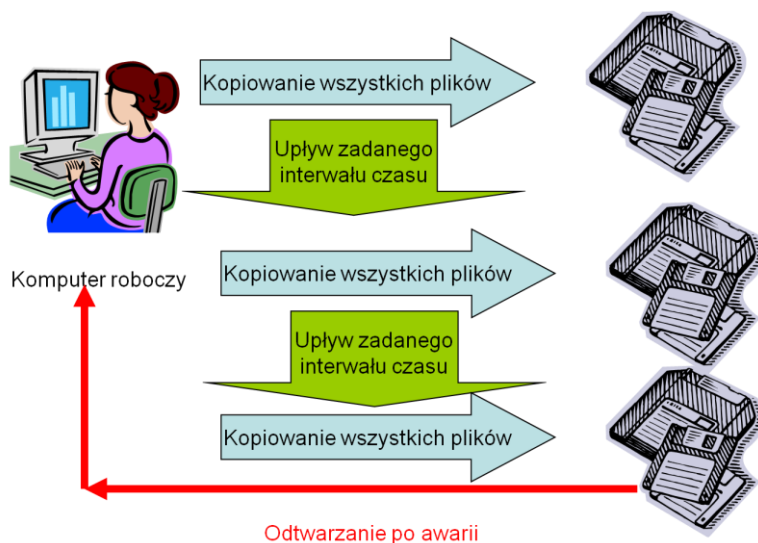 Kopiowanie wszystkich plików
Upływ zadanego
interwału czasu
Komputer roboczy
Kopiowanie wszystkich plików
Upływ zadanego
interwału czasu
Kopiowanie wszystkich plików
Odtwarzanie po awarii